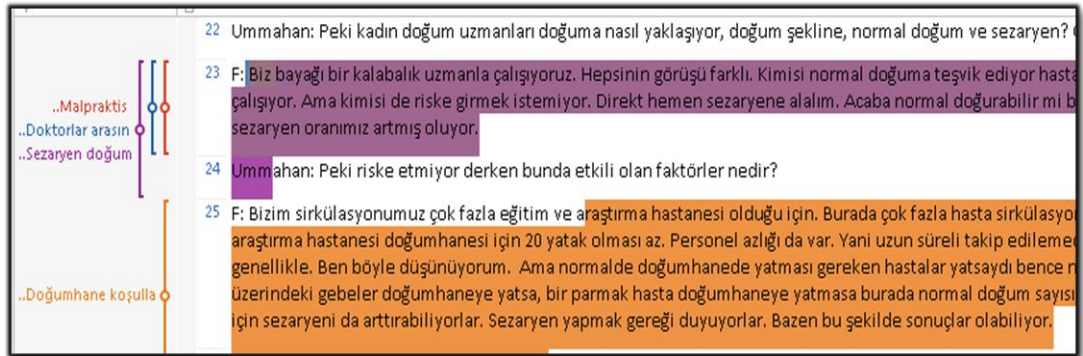 22 Ummahan: Peki kadın doğum uzmanları doğuma nasıl yaklaşıyor, doğum şekline, normal doğum ve sezaryen?
23 F: Biz bayağı bir kalabalık uzmanla çalışıyoruz. Hepsinin görüşü farklı. Kimisi normal doğuma teşvik ediyor hasta
..Malpraktis
çalışıyor. Ama kimisi de riske girmek istemiyor. Direkt hemen sezaryene alalım. Acaba normal doğurabilir mi b
..Doktorlar arasın
sezaryen oranımız artmış oluyor.
..Sezaryen doğum
24 Ummahan: Peki riske etmiyor derken bunda etkili olan faktörler nedir?
25 F: Bizim sirkülasyonumuz çok fazla eğitim ve araştırma hastanesi olduğu için. Burada çok fazla hasta sirkülasyo
araştırma hastanesi doğumhanesi için 20 yatak olması az. Personel azlığı da var. Yani uzun süreli takip edileme
genellikle. Ben böyle düşünüyorum. Ama normalde doğumhanede yatması gereken hastalar yatsaydı bence n
..Doğumhane koşulla
üzerindeki gebeler doğumhaneye yatsa, bir parmak hasta doğumhaneye yatmasa burada normal doğum sayısı
için sezaryeni da arttırabiliyorlar. Sezaryen yapmak gereği duyuyorlar. Bazen bu şekilde sonuçlar olabiliyor.